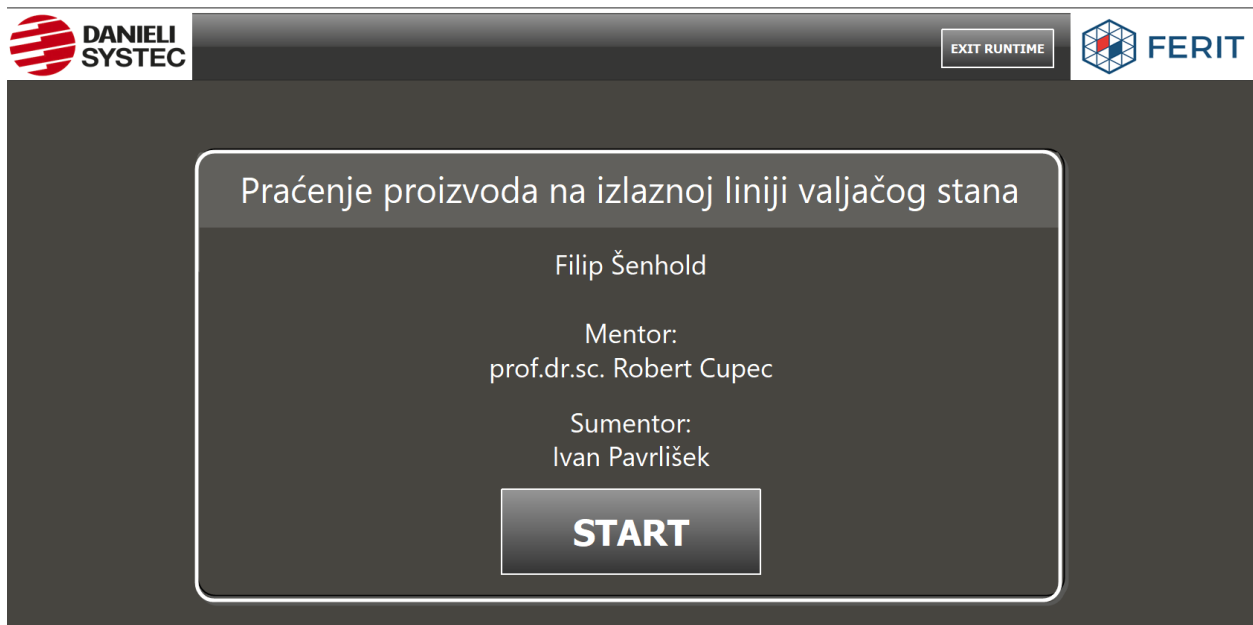 DANIELI
SYSTEC
EXIT RUNTIME
FERIT
Praćenje proizvoda na izlaznoj liniji valjačog stana
Filip Šenhold
Mentor:
prof.dr.sc. Robert Cupec
Sumentor:
Ivan Pavrlišek
START